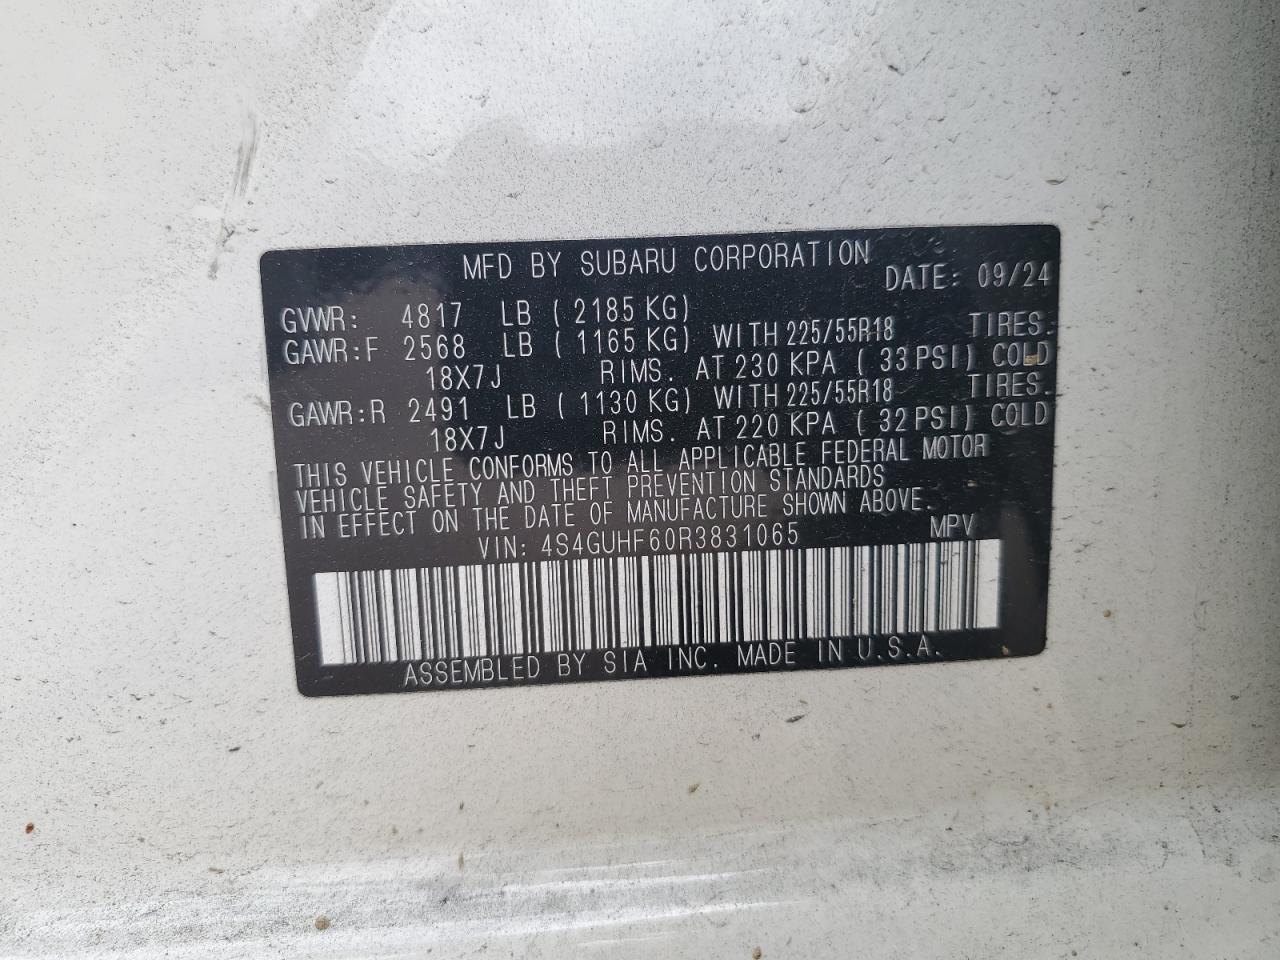 MFD BY SUBARU CORPORATION
DATE: 09/24
GVWR: 4817 LB ( 2185 KG)
GAWR:F 2568 LB ( 1165 KG) WITH 225/55R18 TIRES.
18X7J RIMS. AT 230 KPA ( 33 PSI) COLD
GAWR:R 2491 LB ( 1130 KG) WITH 225/55R18 TIRES.
18X7J RIMS. AT 220 KPA ( 32 PSI) COLD
THIS VEHICLE CONFORMS TO ALL APPLICABLE FEDERAL MOTOR
VEHICLE SAFETY AND THEFT PREVENTION STANDARDS
IN EFFECT ON THE DATE OF MANUFACTURE SHOWN ABOVE.
VIN: 4S4GUHF60R3831065 MPV
ASSEMBLED BY SIA INC. MADE IN U.S.A.